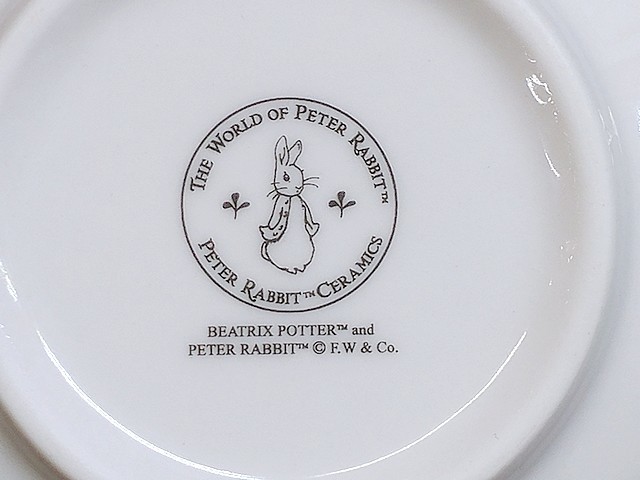 THE WORLD OF PETER RABBIT™
PETER RABBIT™ CERAMICS
BEATRIX POTTER™ and
PETER RABBIT™ © F.W & Co.